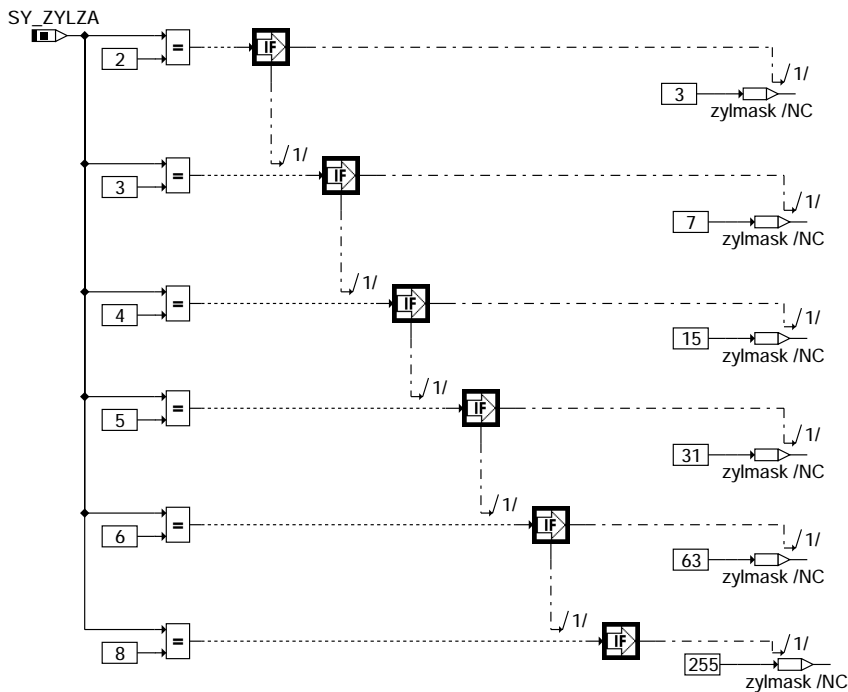 SY_ZYLZA
2 = IF 1/
3 zylmask /NC
1/
3 = IF 1/
7 zylmask /NC
1/
4 = IF 1/
15 zylmask /NC
1/
5 = IF 1/
31 zylmask /NC
1/
6 = IF 1/
63 zylmask /NC
1/
8 = IF 1/
255 zylmask /NC